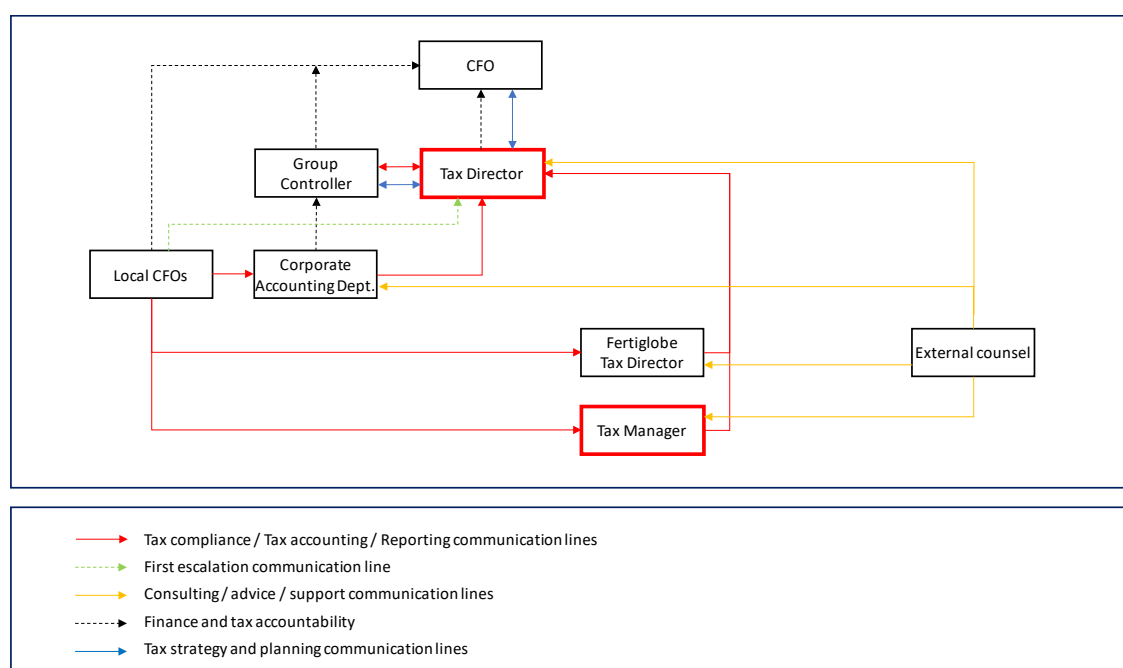 CFO
Group
Controller
Tax Director
Local CFOs
Corporate
Accounting Dept.
Fertiglobe
Tax Director
External counsel
Tax Manager
Tax compliance / Tax accounting / Reporting communication lines
First escalation communication line
Consulting / advice / support communication lines
Finance and tax accountability
Tax strategy and planning communication lines